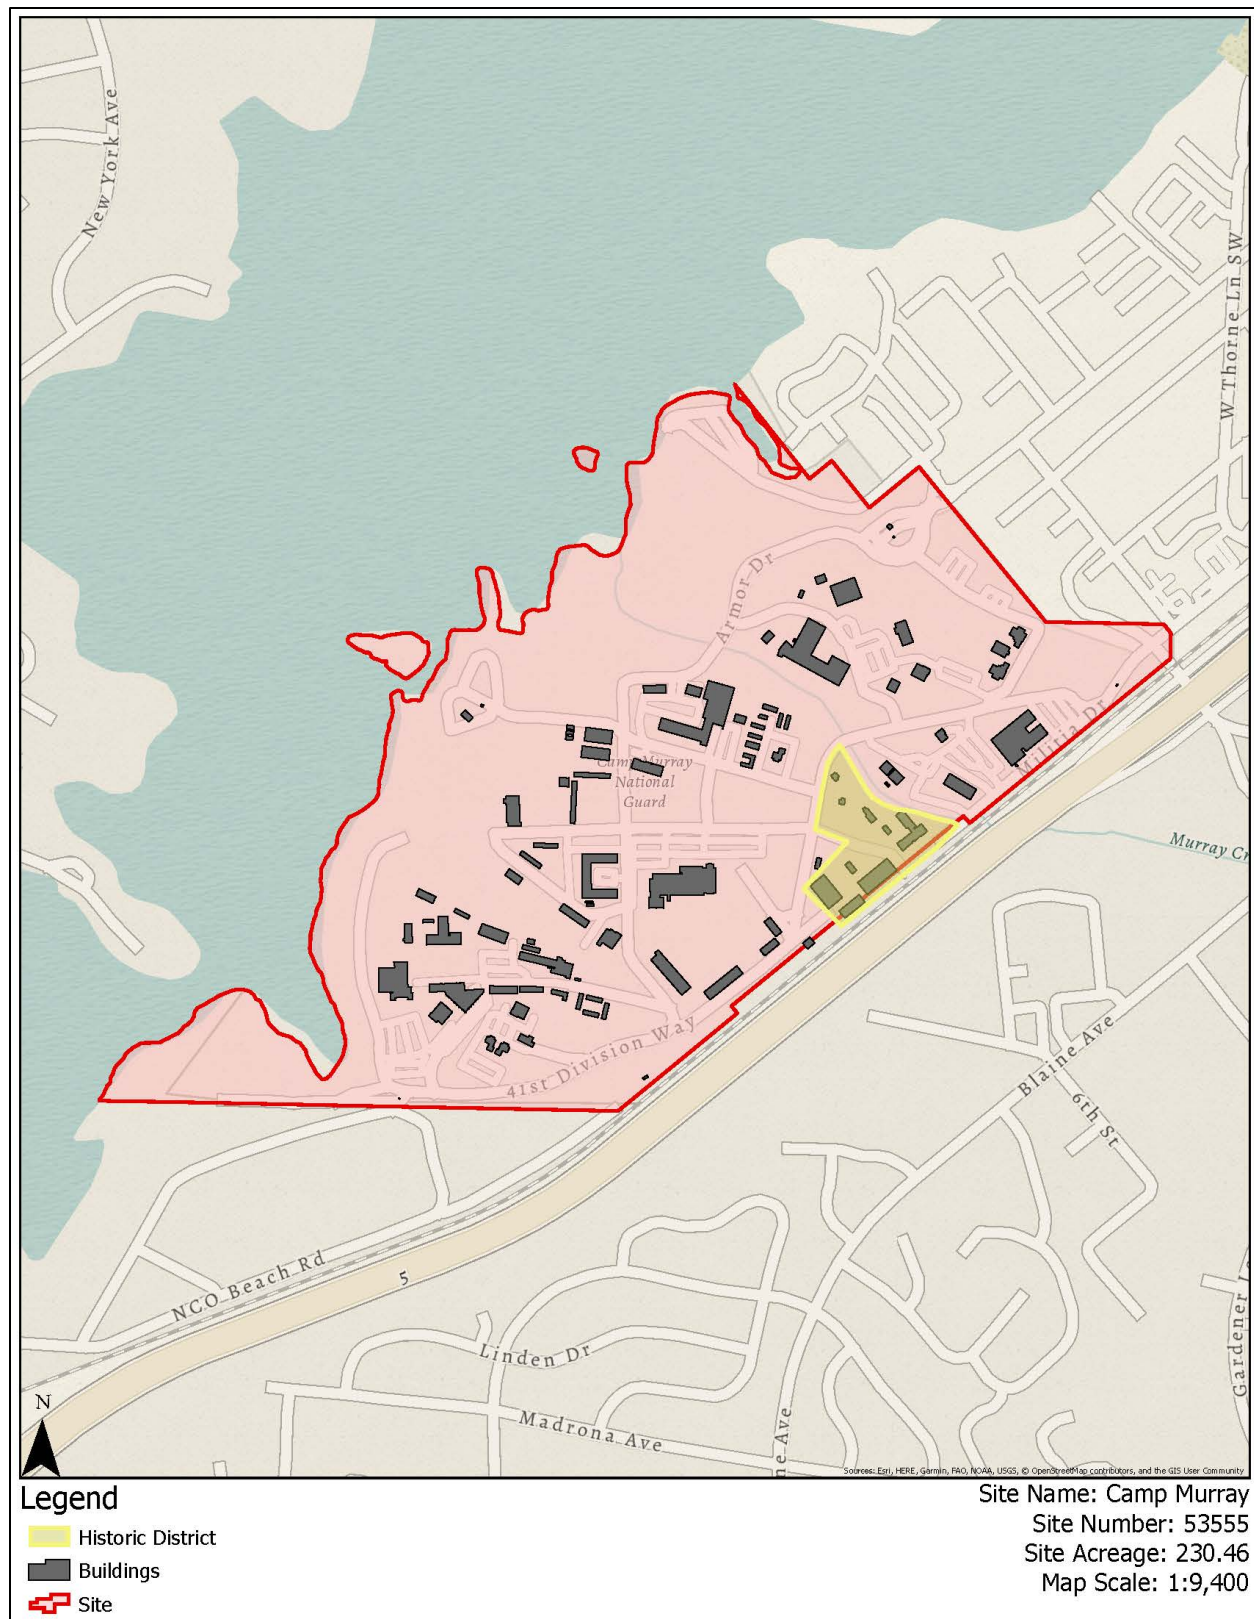 New York Ave
W Thorne Ln SW
Armor Dr
Militia Dr
Camp Murray
National
Guard
Murray Cr
41st Division Way
Blaine Ave
6th St
NCO Beach Rd
5
Linden Dr
Gardener L
Madrona Ave
ne Ave
N
Sources: Esri, HERE, Garmin, FAO, NOAA, USGS, © OpenStreetMap contributors, and the GIS User Community
Legend
Historic District
Buildings
Site
Site Name: Camp Murray
Site Number: 53555
Site Acreage: 230.46
Map Scale: 1:9,400